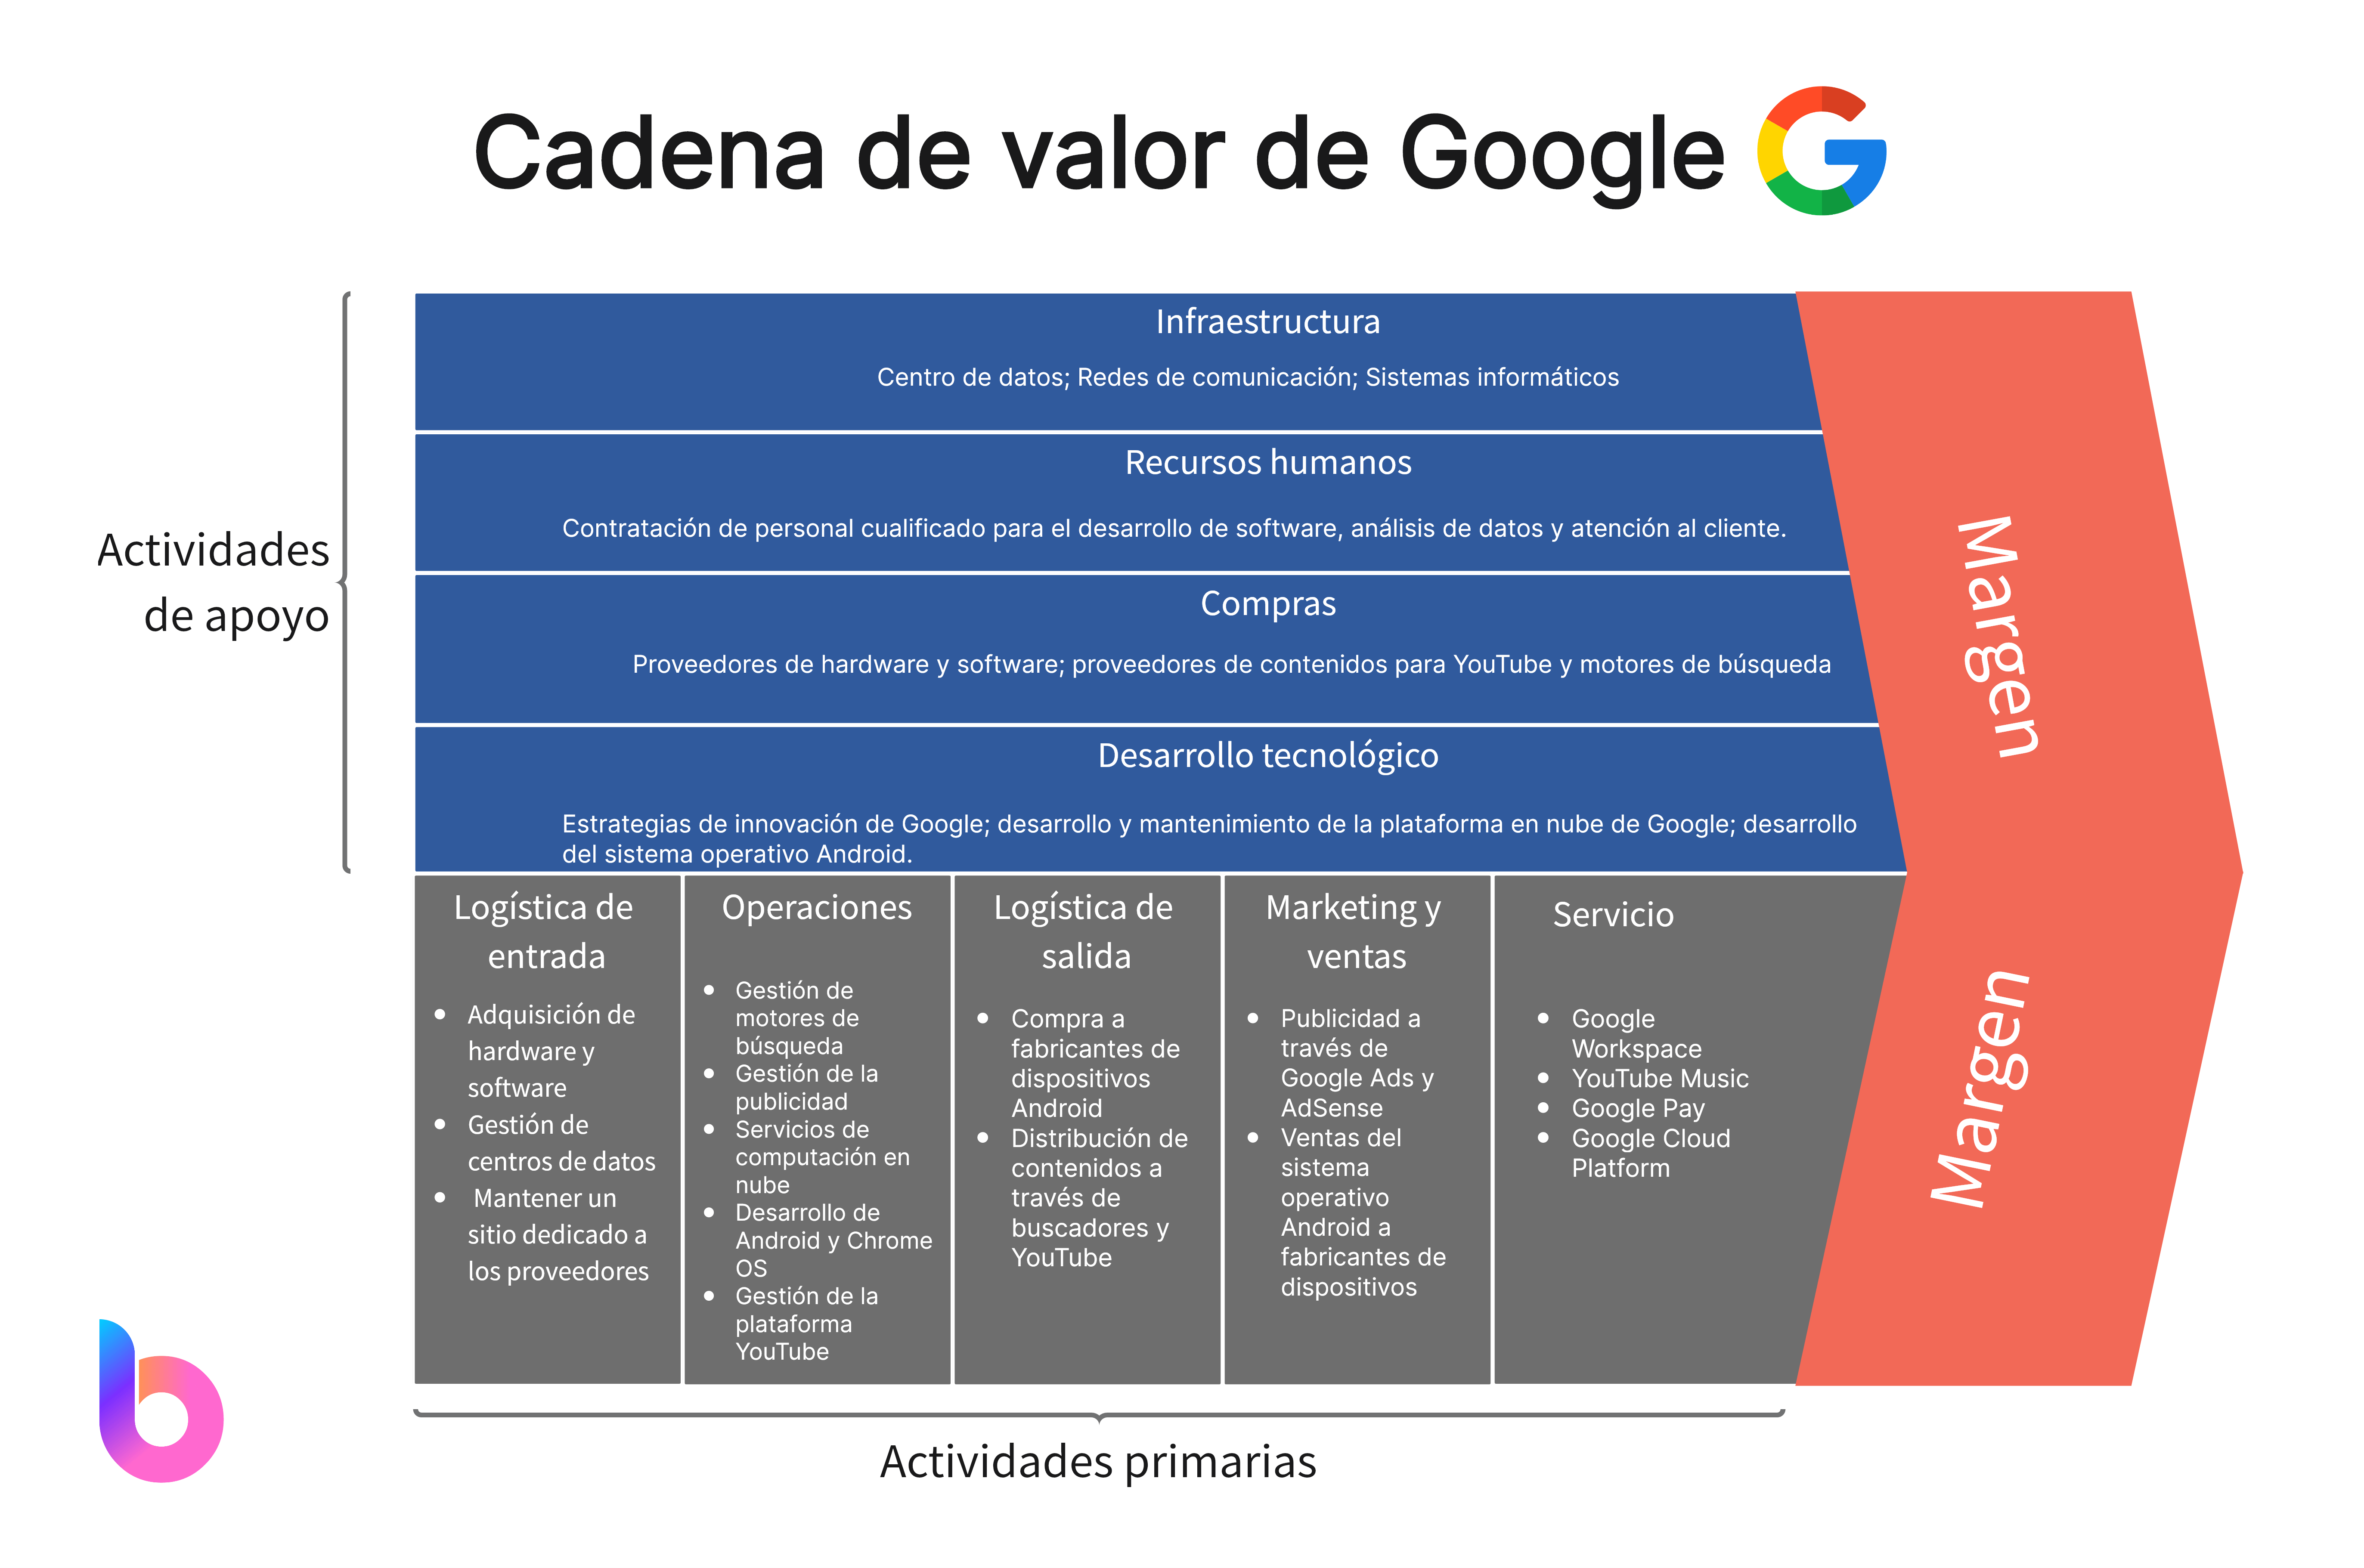 Cadena de valor de Google
Actividades
de apoyo
Infraestructura
Centro de datos; Redes de comunicación; Sistemas informáticos
Recursos humanos
Contratación de personal cualificado para el desarrollo de software, análisis de datos y atención al cliente.
Compras
Proveedores de hardware y software; proveedores de contenidos para YouTube y motores de búsqueda
Desarrollo tecnológico
Estrategias de innovación de Google; desarrollo y mantenimiento de la plataforma en nube de Google; desarrollo
del sistema operativo Android.
Margen
Logística de
entrada
• Adquisición de
hardware y
software
• Gestión de
centros de datos
• Mantener un
sitio dedicado a
los proveedores
Operaciones
• Gestión de
motores de
búsqueda
• Gestión de la
publicidad
• Servicios de
computación en
nube
• Desarrollo de
Android y Chrome
OS
• Gestión de la
plataforma
YouTube
Logística de
salida
• Compra a
fabricantes de
dispositivos
Android
• Distribución de
contenidos a
través de
buscadores y
YouTube
Marketing y
ventas
• Publicidad a
través de
Google Ads y
AdSense
• Ventas del
sistema
operativo
Android a
fabricantes de
dispositivos
Servicio
• Google
Workspace
• YouTube Music
• Google Pay
• Google Cloud
Platform
Margen
Actividades primarias